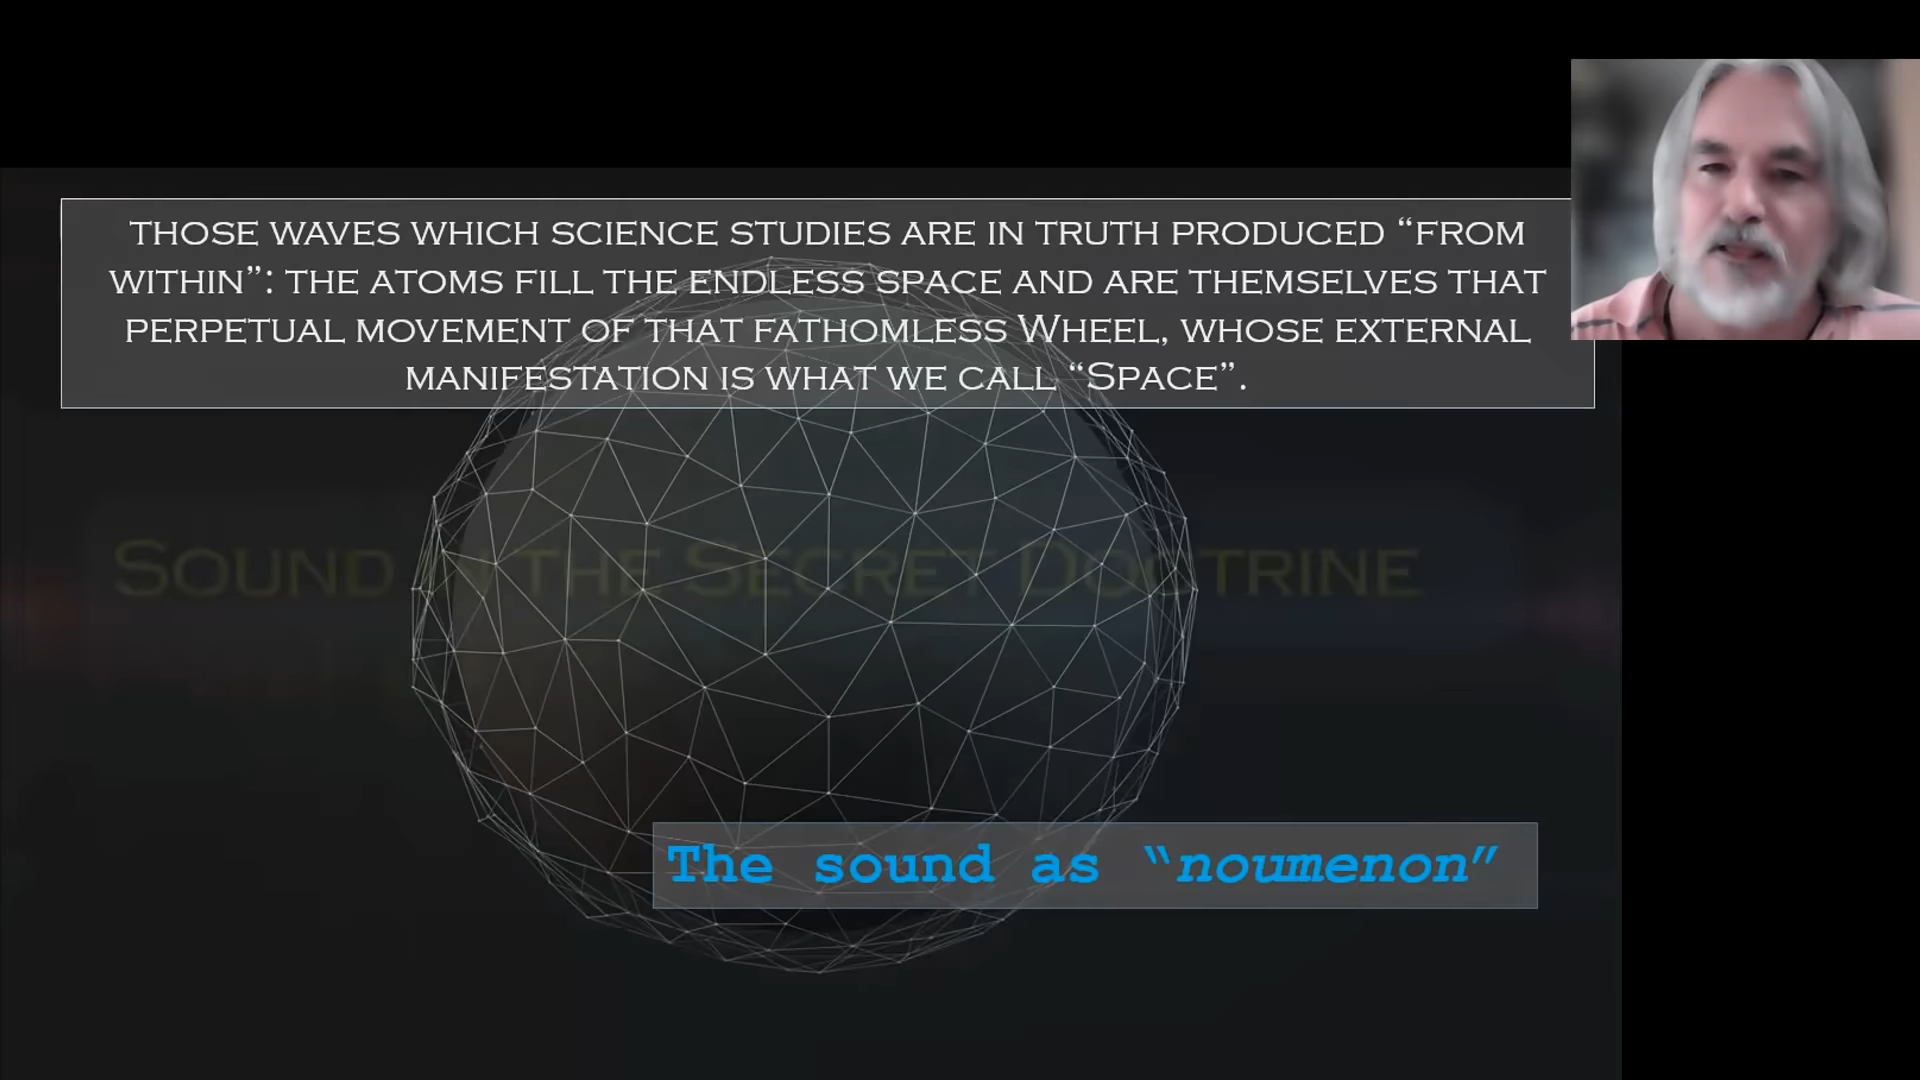 THOSE WAVES WHICH SCIENCE STUDIES ARE IN TRUTH PRODUCED “FROM
WITHIN”: THE ATOMS FILL THE ENDLESS SPACE AND ARE THEMSELVES THAT
PERPETUAL MOVEMENT OF THAT FATHOMLESS WHEEL, WHOSE EXTERNAL
MANIFESTATION IS WHAT WE CALL “SPACE”.
SOUND IN THE SECRET DOCTRINE
The sound as “noumenon”